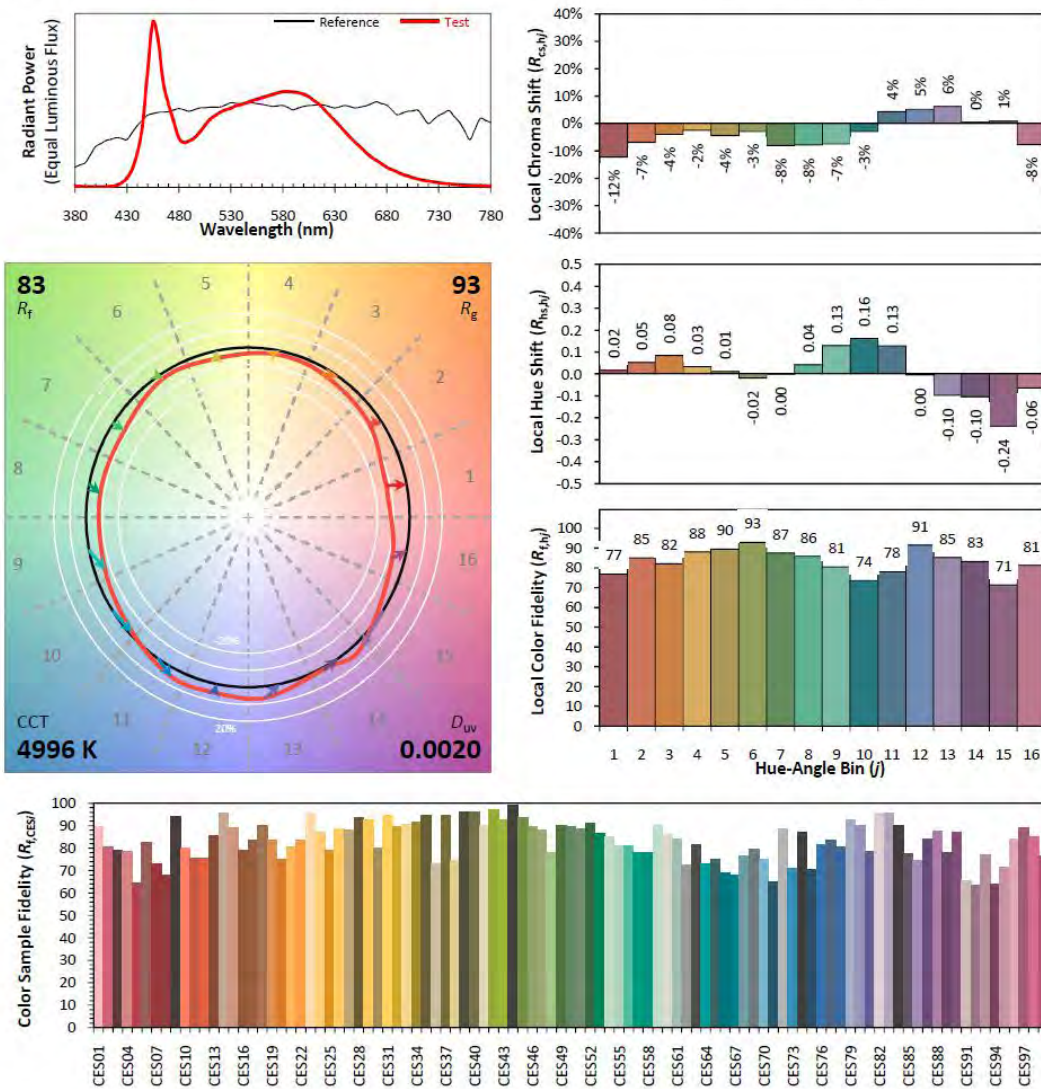 Reference Test
Radiant Power
(Equal Luminous Flux)
380 430 480 530 580 630 680 730 780
Wavelength (nm)
Local Chroma Shift (Rcs,hj)
40%
30%
20%
10%
0%
-10%
-20%
-30%
-40%
-12% -7% -4% -2% -4% -3% -8% -8% -7% -3% 4% 5% 6% 0% 1% -8%
83
Rf
93
Rg
5 4
6 3
7 2
8 1
9 16
10 15
11 14
12 13
-20%
20%
CCT
4996 K
Duv
0.0020
Local Hue Shift (Rhs,hj)
0.5
0.4
0.3
0.2
0.1
0.0
-0.1
-0.2
-0.3
-0.4
-0.5
0.02 0.05 0.08 0.03 0.01 -0.02 0.00 0.04 0.13 0.16 0.13 0.00 -0.10 -0.10 -0.24 -0.06
Local Color Fidelity (Rf,hj)
100
90
80
70
60
50
40
30
20
10
0
77 85 82 88 90 93 87 86 81 74 78 91 85 83 71 81
1 2 3 4 5 6 7 8 9 10 11 12 13 14 15 16
Hue-Angle Bin (j)
Color Sample Fidelity (Rf,CESi)
100
90
80
70
60
50
40
30
20
10
0
CES01 CES04 CES07 CES10 CES13 CES16 CES19 CES22 CES25 CES28 CES31 CES34 CES37 CES40 CES43 CES46 CES49 CES52 CES55 CES58 CES61 CES64 CES67 CES70 CES73 CES76 CES79 CES82 CES85 CES88 CES91 CES94 CES97